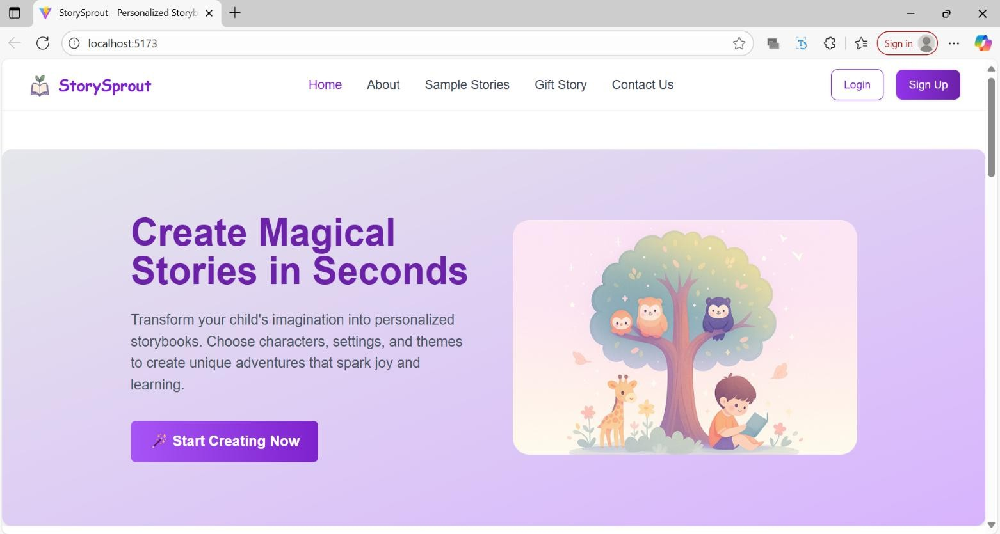 StorySprout - Personalized Storyb
localhost:5173
Sign in
StorySprout
Home About Sample Stories Gift Story Contact Us
Login Sign Up
Create Magical
Stories in Seconds
Transform your child's imagination into personalized
storybooks. Choose characters, settings, and themes
to create unique adventures that spark joy and
learning.
Start Creating Now